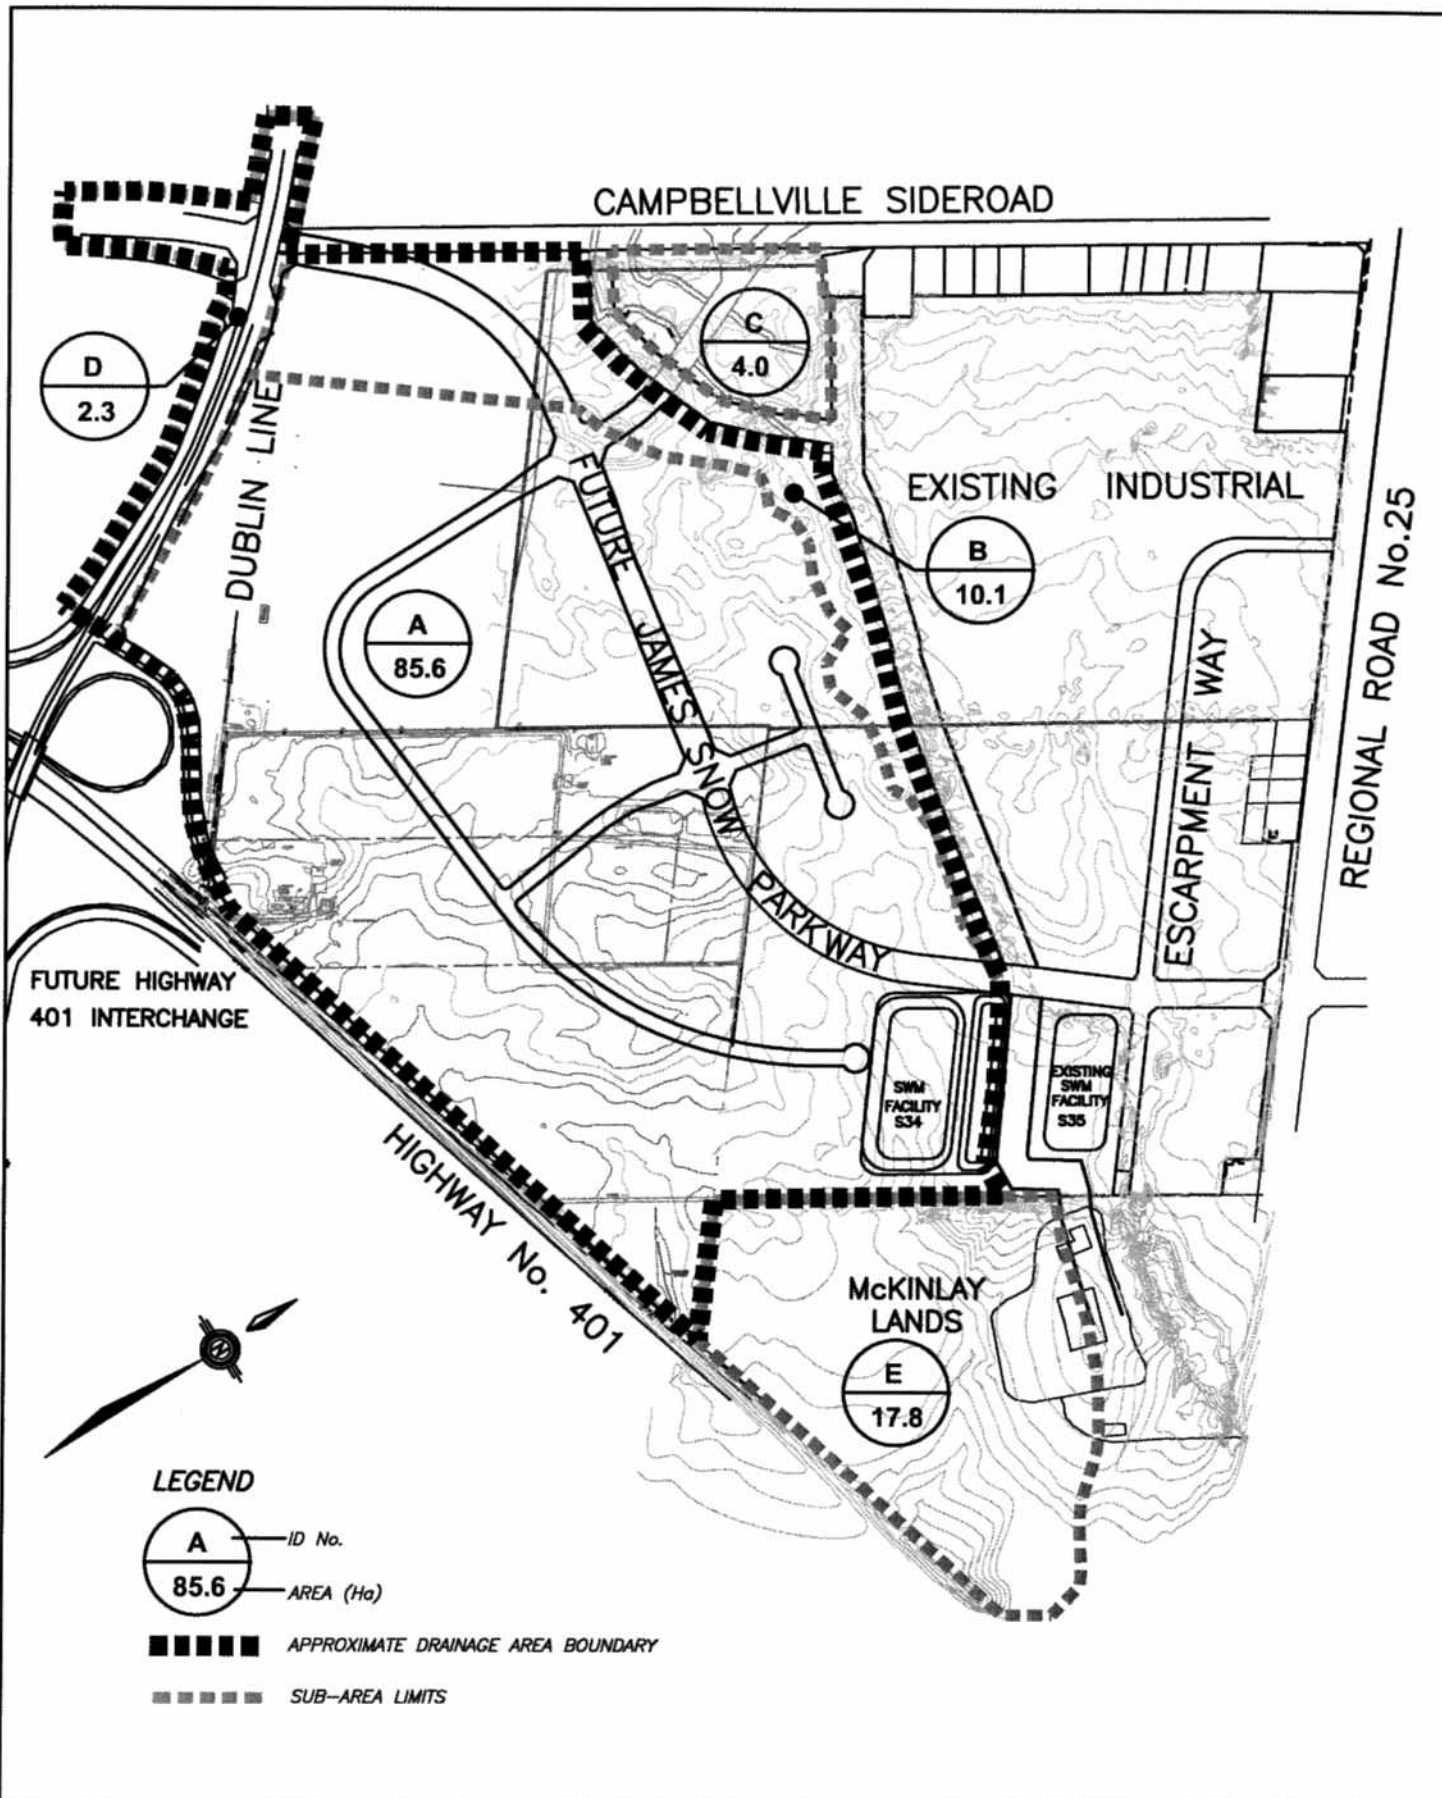 CAMPBELLVILLE SIDEROAD
C
4.0
D
2.3
DUBLIN LINE
EXISTING INDUSTRIAL
B
10.1
A
85.6
FUTURE JAMES SNOW PARKWAY
ESCARPMENT WAY
REGIONAL ROAD No.25
FUTURE HIGHWAY
401 INTERCHANGE
SWM
FACILITY
S34
EXISTING
SWM
FACILITY
S35
HIGHWAY No. 401
McKINLAY
LANDS
E
17.8
N
LEGEND
A
ID No.
85.6
AREA (Ha)
APPROXIMATE DRAINAGE AREA BOUNDARY
SUB-AREA LIMITS